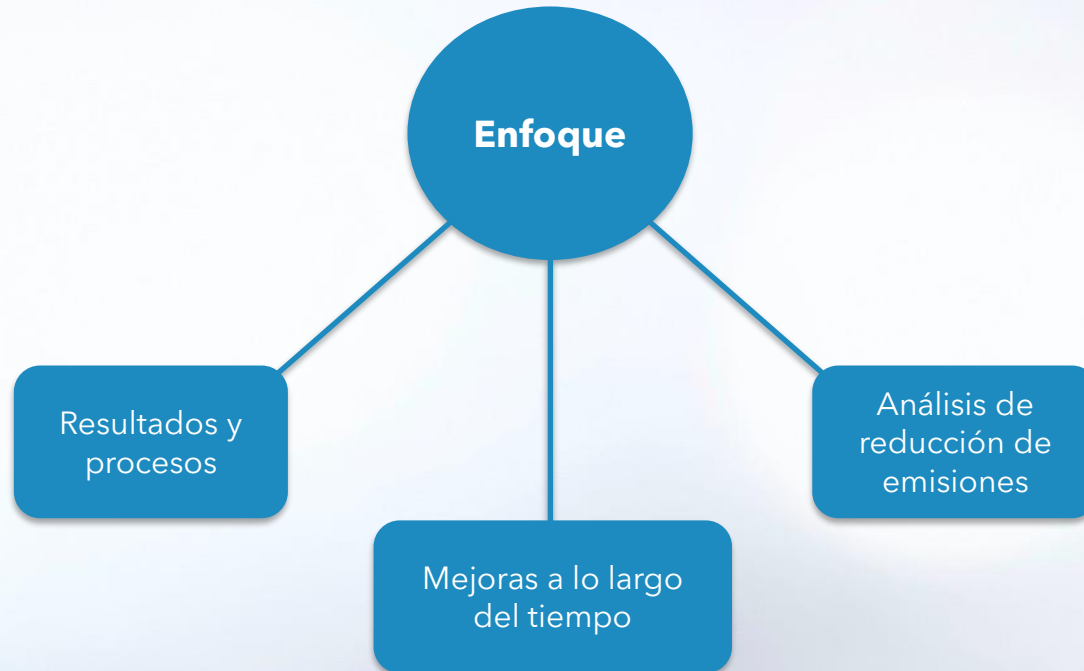 Enfoque
Resultados y
procesos
Mejoras a lo largo
del tiempo
Análisis de
reducción de
emisiones